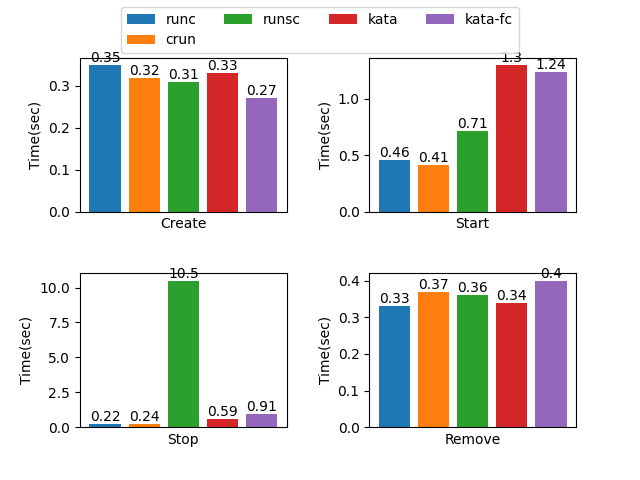 runc runsc kata kata-fc
crun
0.35 0.32 0.31 0.33 0.27
0.3
0.2
0.1
0.0
Time(sec)
Create
1.3 1.24
0.71
0.46 0.41
1.0
0.5
0.0
Time(sec)
Start
10.5
0.22 0.24 0.59 0.91
10.0
7.5
5.0
2.5
0.0
Time(sec)
Stop
0.33 0.37 0.36 0.34 0.4
0.4
0.3
0.2
0.1
0.0
Time(sec)
Remove